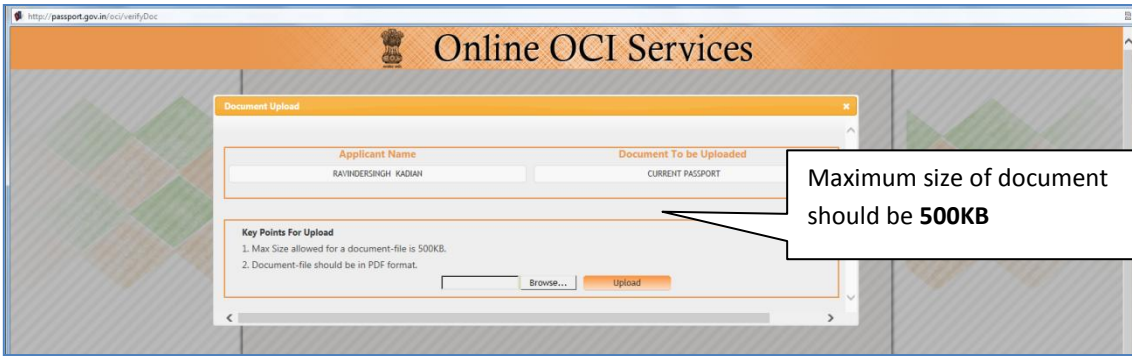 http://passport.gov.in/oci/verifyDoc
Online OCI Services
Document Upload
Applicant Name
Document To be Uploaded
RAVINDERSINGH KADIAN
CURRENT PASSPORT
Maximum size of document
should be 500KB
Key Points For Upload
1. Max Size allowed for a document-file is 500KB.
2. Document-file should be in PDF format.
Browse...
Upload